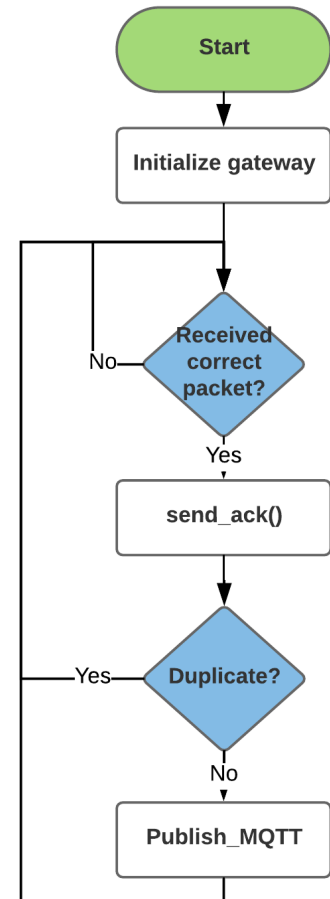 Start
Initialize gateway
Received
correct
packet?
No
Yes
send_ack()
Duplicate?
Yes
No
Publish_MQTT